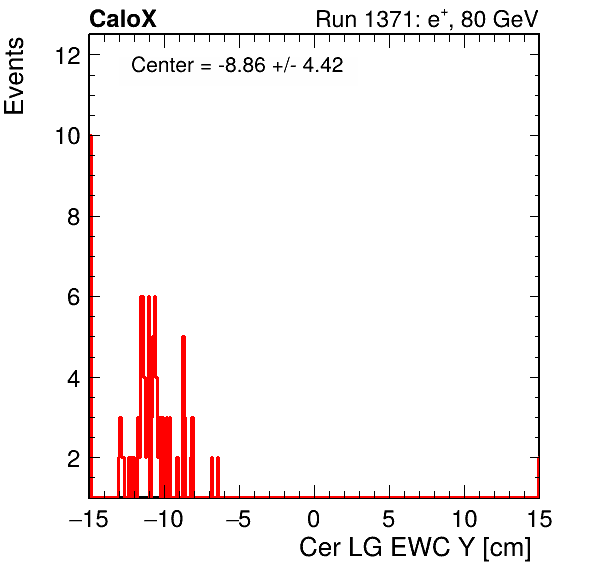 CaloX
Run 1371: e⁺, 80 GeV
Events
Center = -8.86 +/- 4.42
12
10
8
6
4
2
−15 −10 −5 0 5 10 15
Cer LG EWC Y [cm]